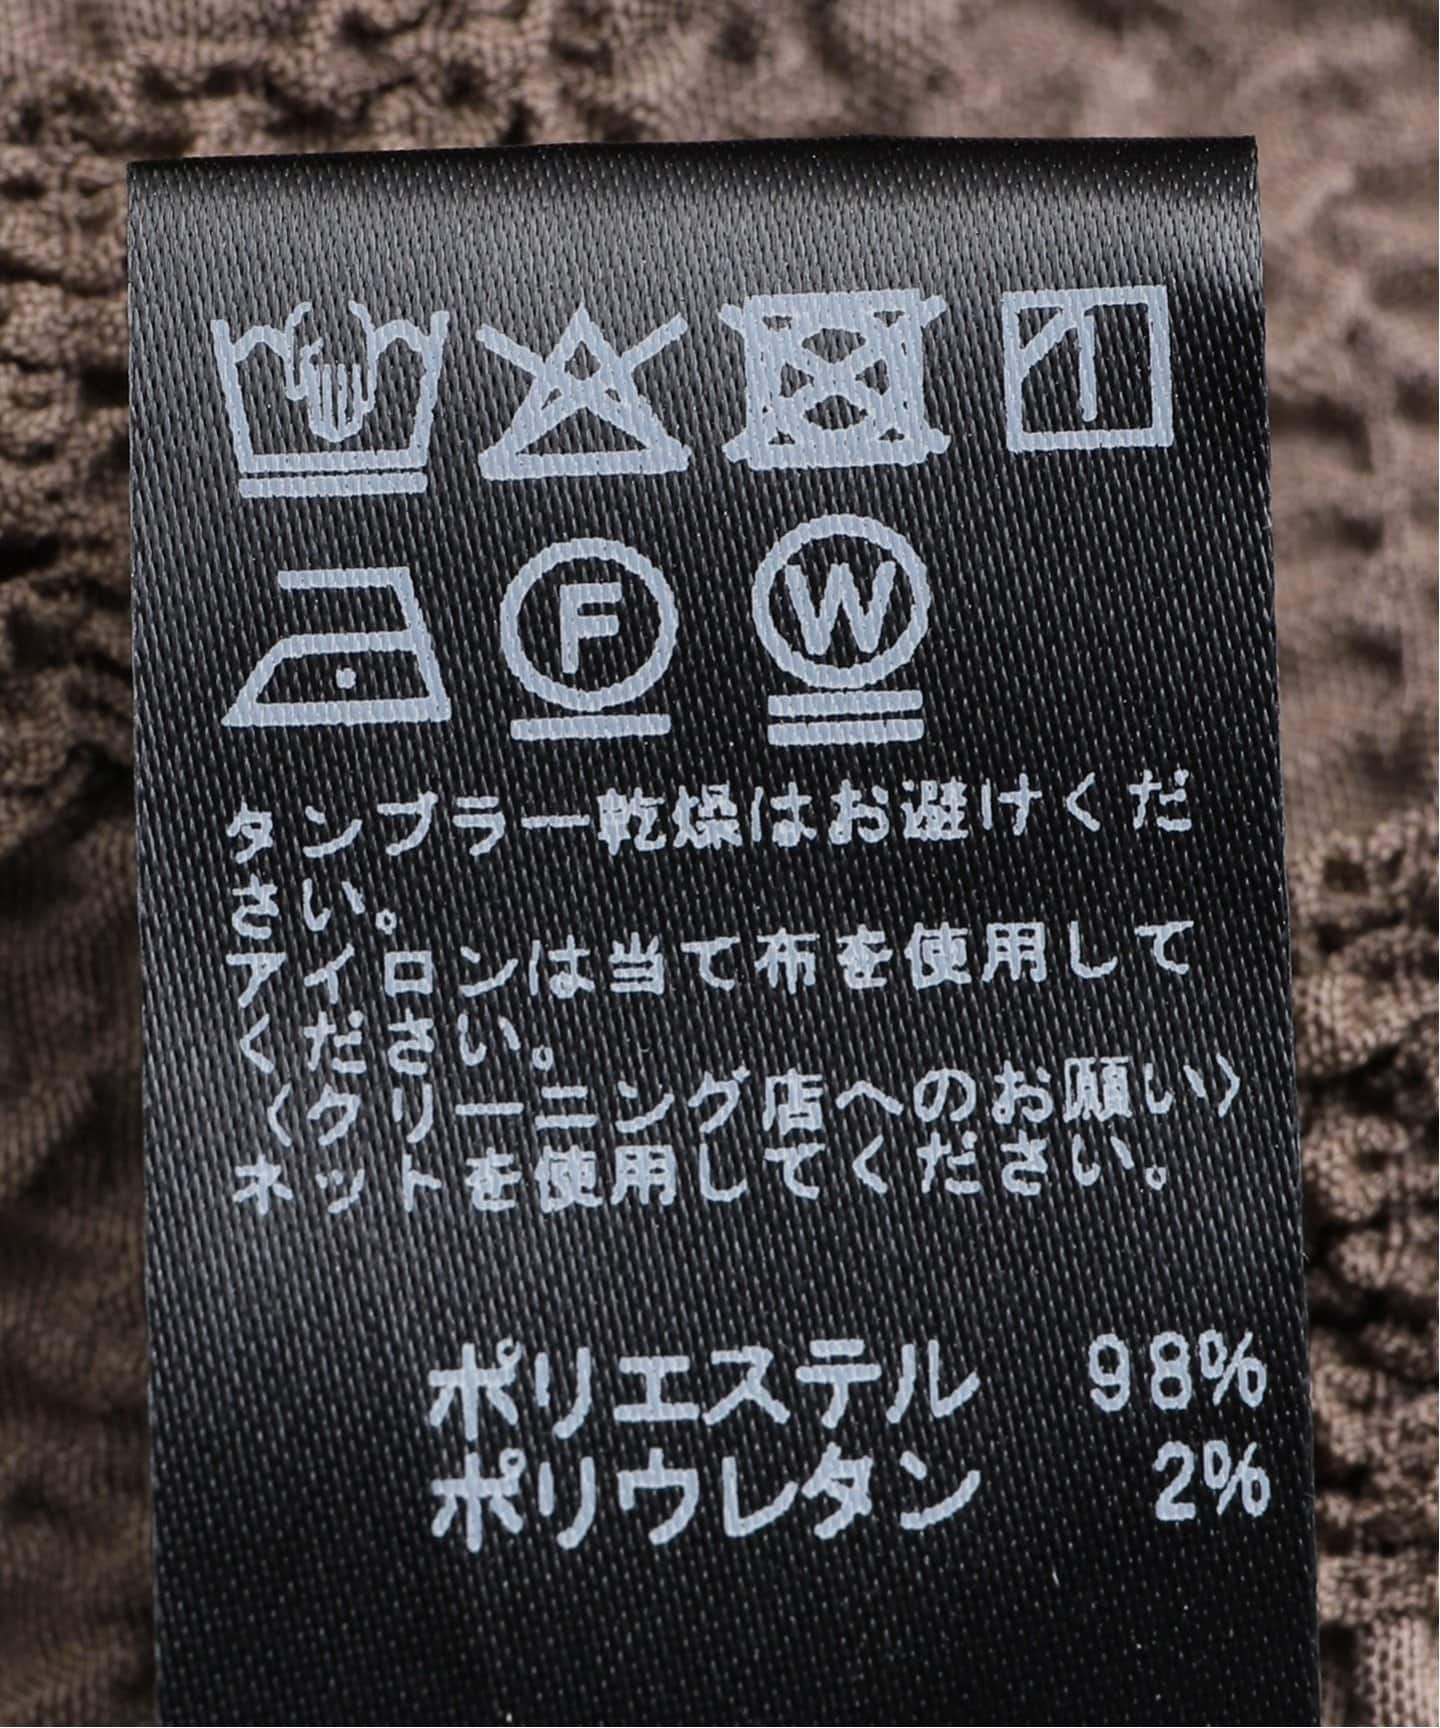 F W
タンブラー乾燥はお避けくだ
さい。
アイロンは当て布を使用して
ください。
〈クリーニング店へのお願い〉
ネットを使用してください。
ポリエステル 98%
ポリウレタン 2%